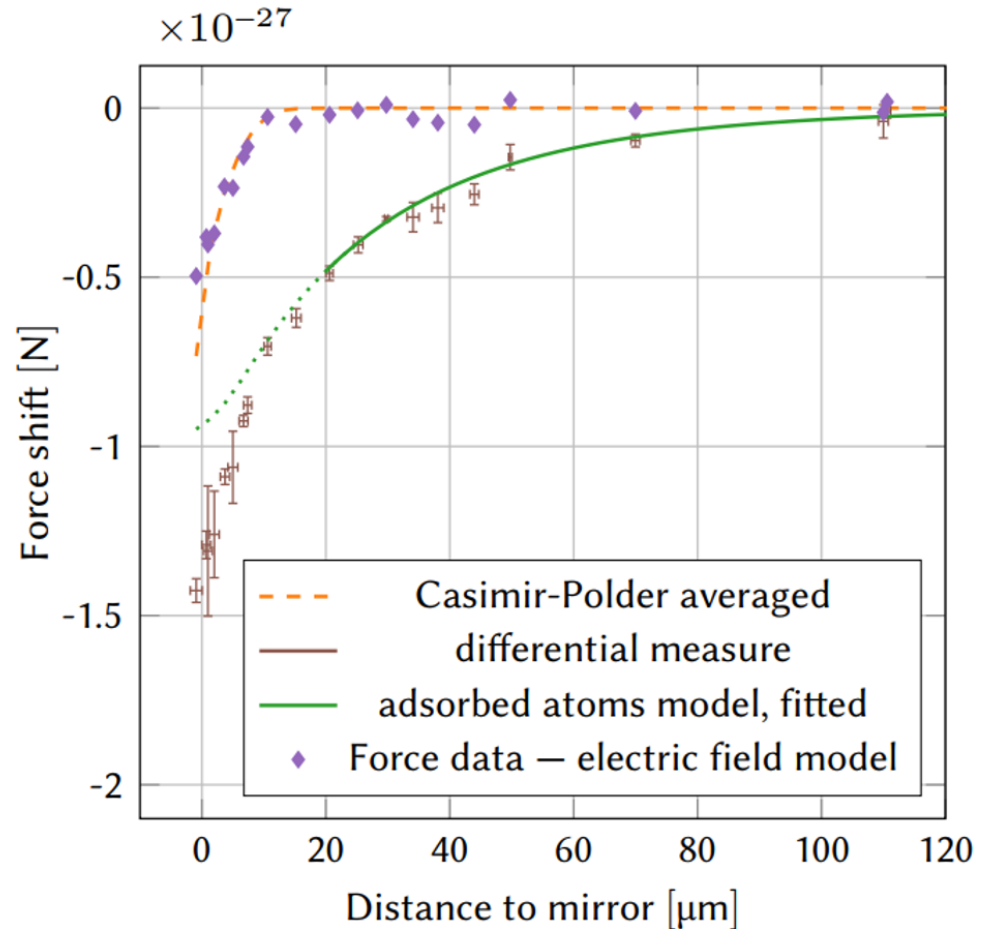 ×10⁻²⁷
0
-0.5
-1
-1.5
-2
Force shift [N]
Casimir-Polder averaged
differential measure
adsorbed atoms model, fitted
Force data — electric field model
0 20 40 60 80 100 120
Distance to mirror [µm]